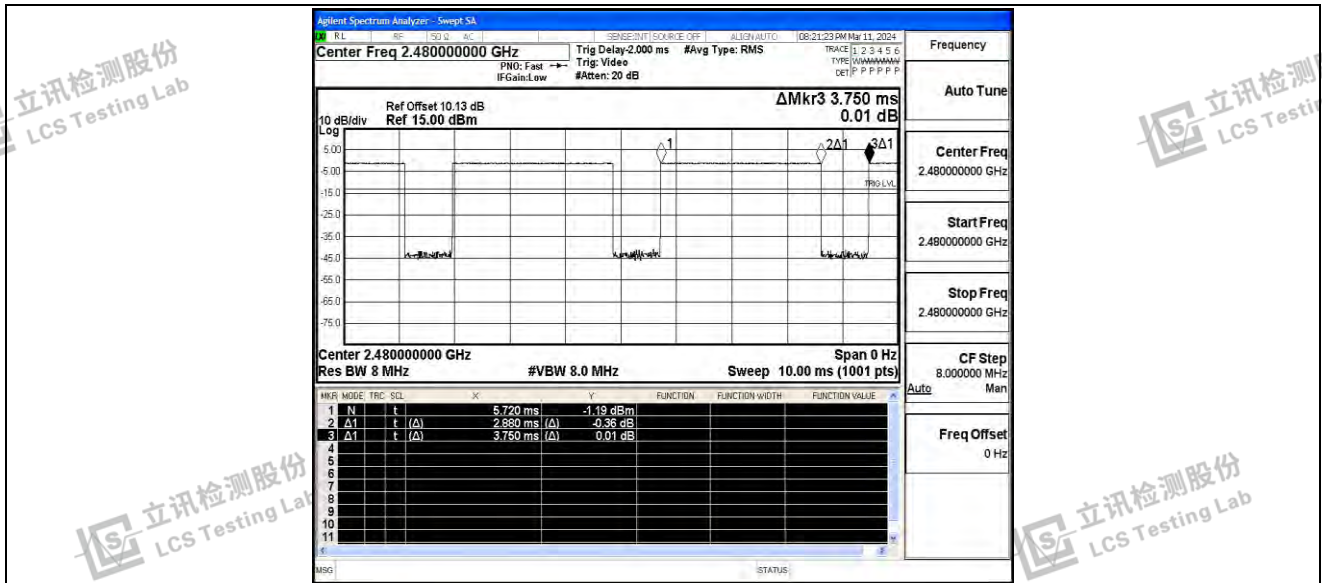 Agilent Spectrum Analyzer - Swept SA
RL RF 50 Ω AC SENSE:INT SOURCE OFF ALIGN AUTO 08:21:23 PM Mar 11, 2024
Center Freq 2.480000000 GHz
Trig Delay-2.000 ms #Avg Type: RMS
TRACE 1 2 3 4 5 6
PNO: Fast Trig: Video
TYPE WWWWWW
IFGain:Low #Atten: 20 dB
DET P P P P P P
ΔMkr3 3.750 ms
0.01 dB
Ref Offset 10.13 dB
10 dB/div Ref 15.00 dBm
Log
5.00
-5.00
-15.0
-25.0
-35.0
-45.0
-55.0
-65.0
-75.0
1
2Δ1
3Δ1
TRIG LVL
Center 2.480000000 GHz Span 0 Hz
Res BW 8 MHz #VBW 8.0 MHz Sweep 10.00 ms (1001 pts)
MKR MODE TRC SCL X Y FUNCTION FUNCTION WIDTH FUNCTION VALUE
1 N t 5.720 ms -1.19 dBm
2 Δ1 t (Δ) 2.880 ms (Δ) -0.36 dB
3 Δ1 t (Δ) 3.750 ms (Δ) 0.01 dB
4
5
6
7
8
9
10
11
MSG STATUS
Frequency
Auto Tune
Center Freq
2.480000000 GHz
Start Freq
2.480000000 GHz
Stop Freq
2.480000000 GHz
CF Step
8.000000 MHz
Auto Man
Freq Offset
0 Hz
立讯检测股份
LCS Testing Lab
立讯检测
LCS Testin
立讯检测股份
LCS Testing Lab
立讯检测股份
LCS Testing Lab